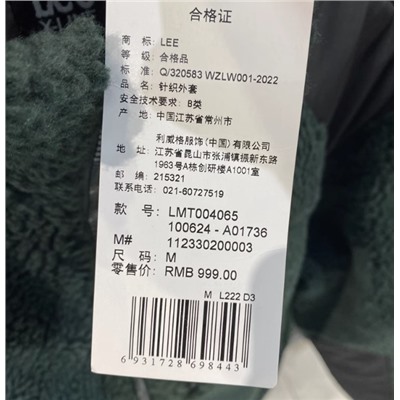 合格证
商 标: LEE
等 级: 合格品
标 准: Q/320583 WZLW001-2022
品 名: 针织外套
安全技术要求: B类
产 地: 中国江苏省常州市
利威格服饰(中国)有限公司
地 址: 江苏省昆山市张浦镇振新东路
1963号A栋创研楼A1001室
邮 编: 215321
联系电话: 021-60727519
款 号: LMT004065
100624 - A01736
M# 112330200003
尺 码: M
零售价: RMB 999.00
M L222 D3
6 931728 698443